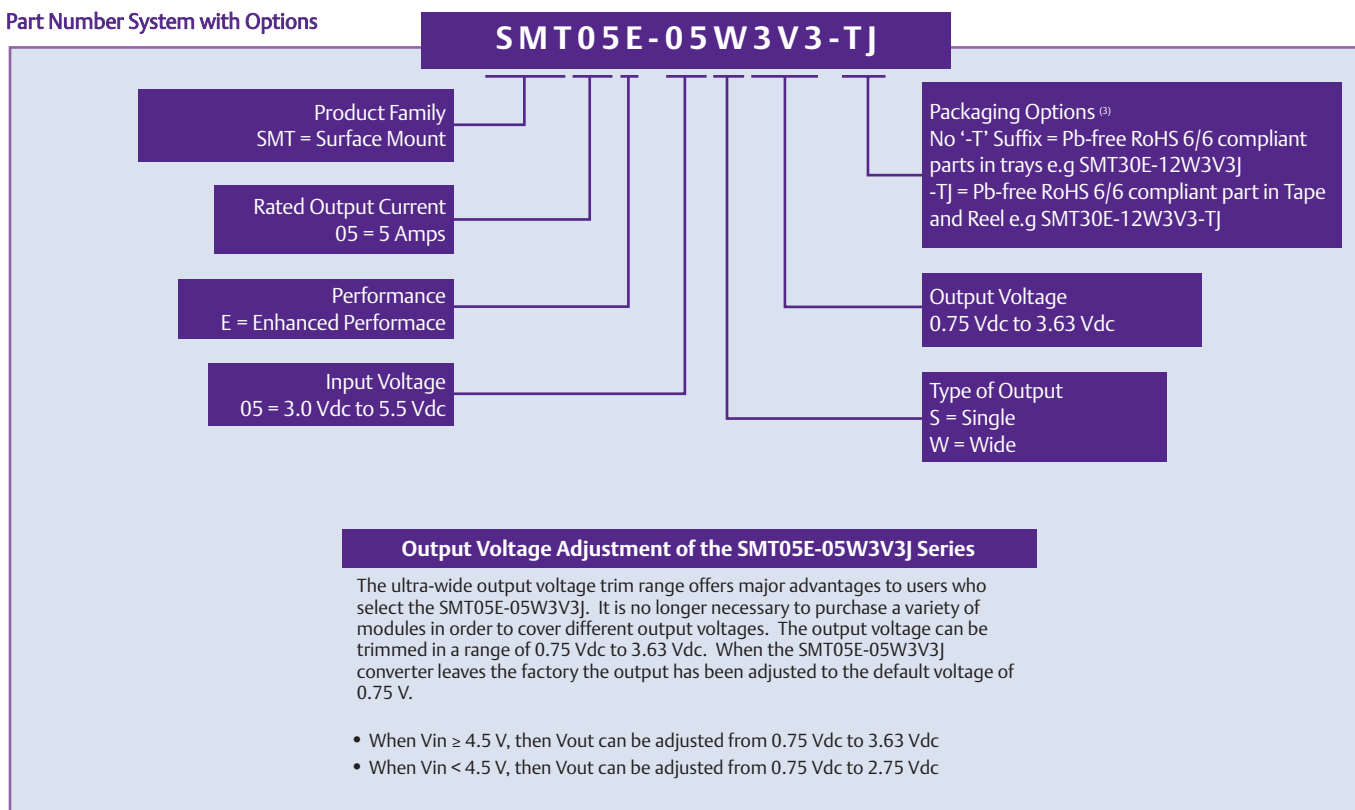 Part Number System with Options
SMT05E-05W3V3-TJ
Product Family
SMT = Surface Mount
Rated Output Current
05 = 5 Amps
Performance
E = Enhanced Performace
Input Voltage
05 = 3.0 Vdc to 5.5 Vdc
Packaging Options (3)
No ‘-T’ Suffix = Pb-free RoHS 6/6 compliant
parts in trays e.g SMT30E-12W3V3J
-TJ = Pb-free RoHS 6/6 compliant part in Tape
and Reel e.g SMT30E-12W3V3-TJ
Output Voltage
0.75 Vdc to 3.63 Vdc
Type of Output
S = Single
W = Wide
Output Voltage Adjustment of the SMT05E-05W3V3J Series
The ultra-wide output voltage trim range offers major advantages to users who
select the SMT05E-05W3V3J. It is no longer necessary to purchase a variety of
modules in order to cover different output voltages. The output voltage can be
trimmed in a range of 0.75 Vdc to 3.63 Vdc. When the SMT05E-05W3V3J
converter leaves the factory the output has been adjusted to the default voltage of
0.75 V.
• When Vin ≥ 4.5 V, then Vout can be adjusted from 0.75 Vdc to 3.63 Vdc
• When Vin < 4.5 V, then Vout can be adjusted from 0.75 Vdc to 2.75 Vdc